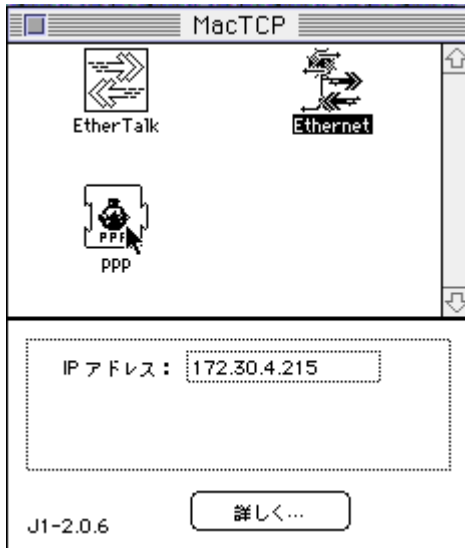 MacTCP
EtherTalk
Ethernet
PPP
PPP
IP アドレス： 172.30.4.215
詳しく…
J1-2.0.6